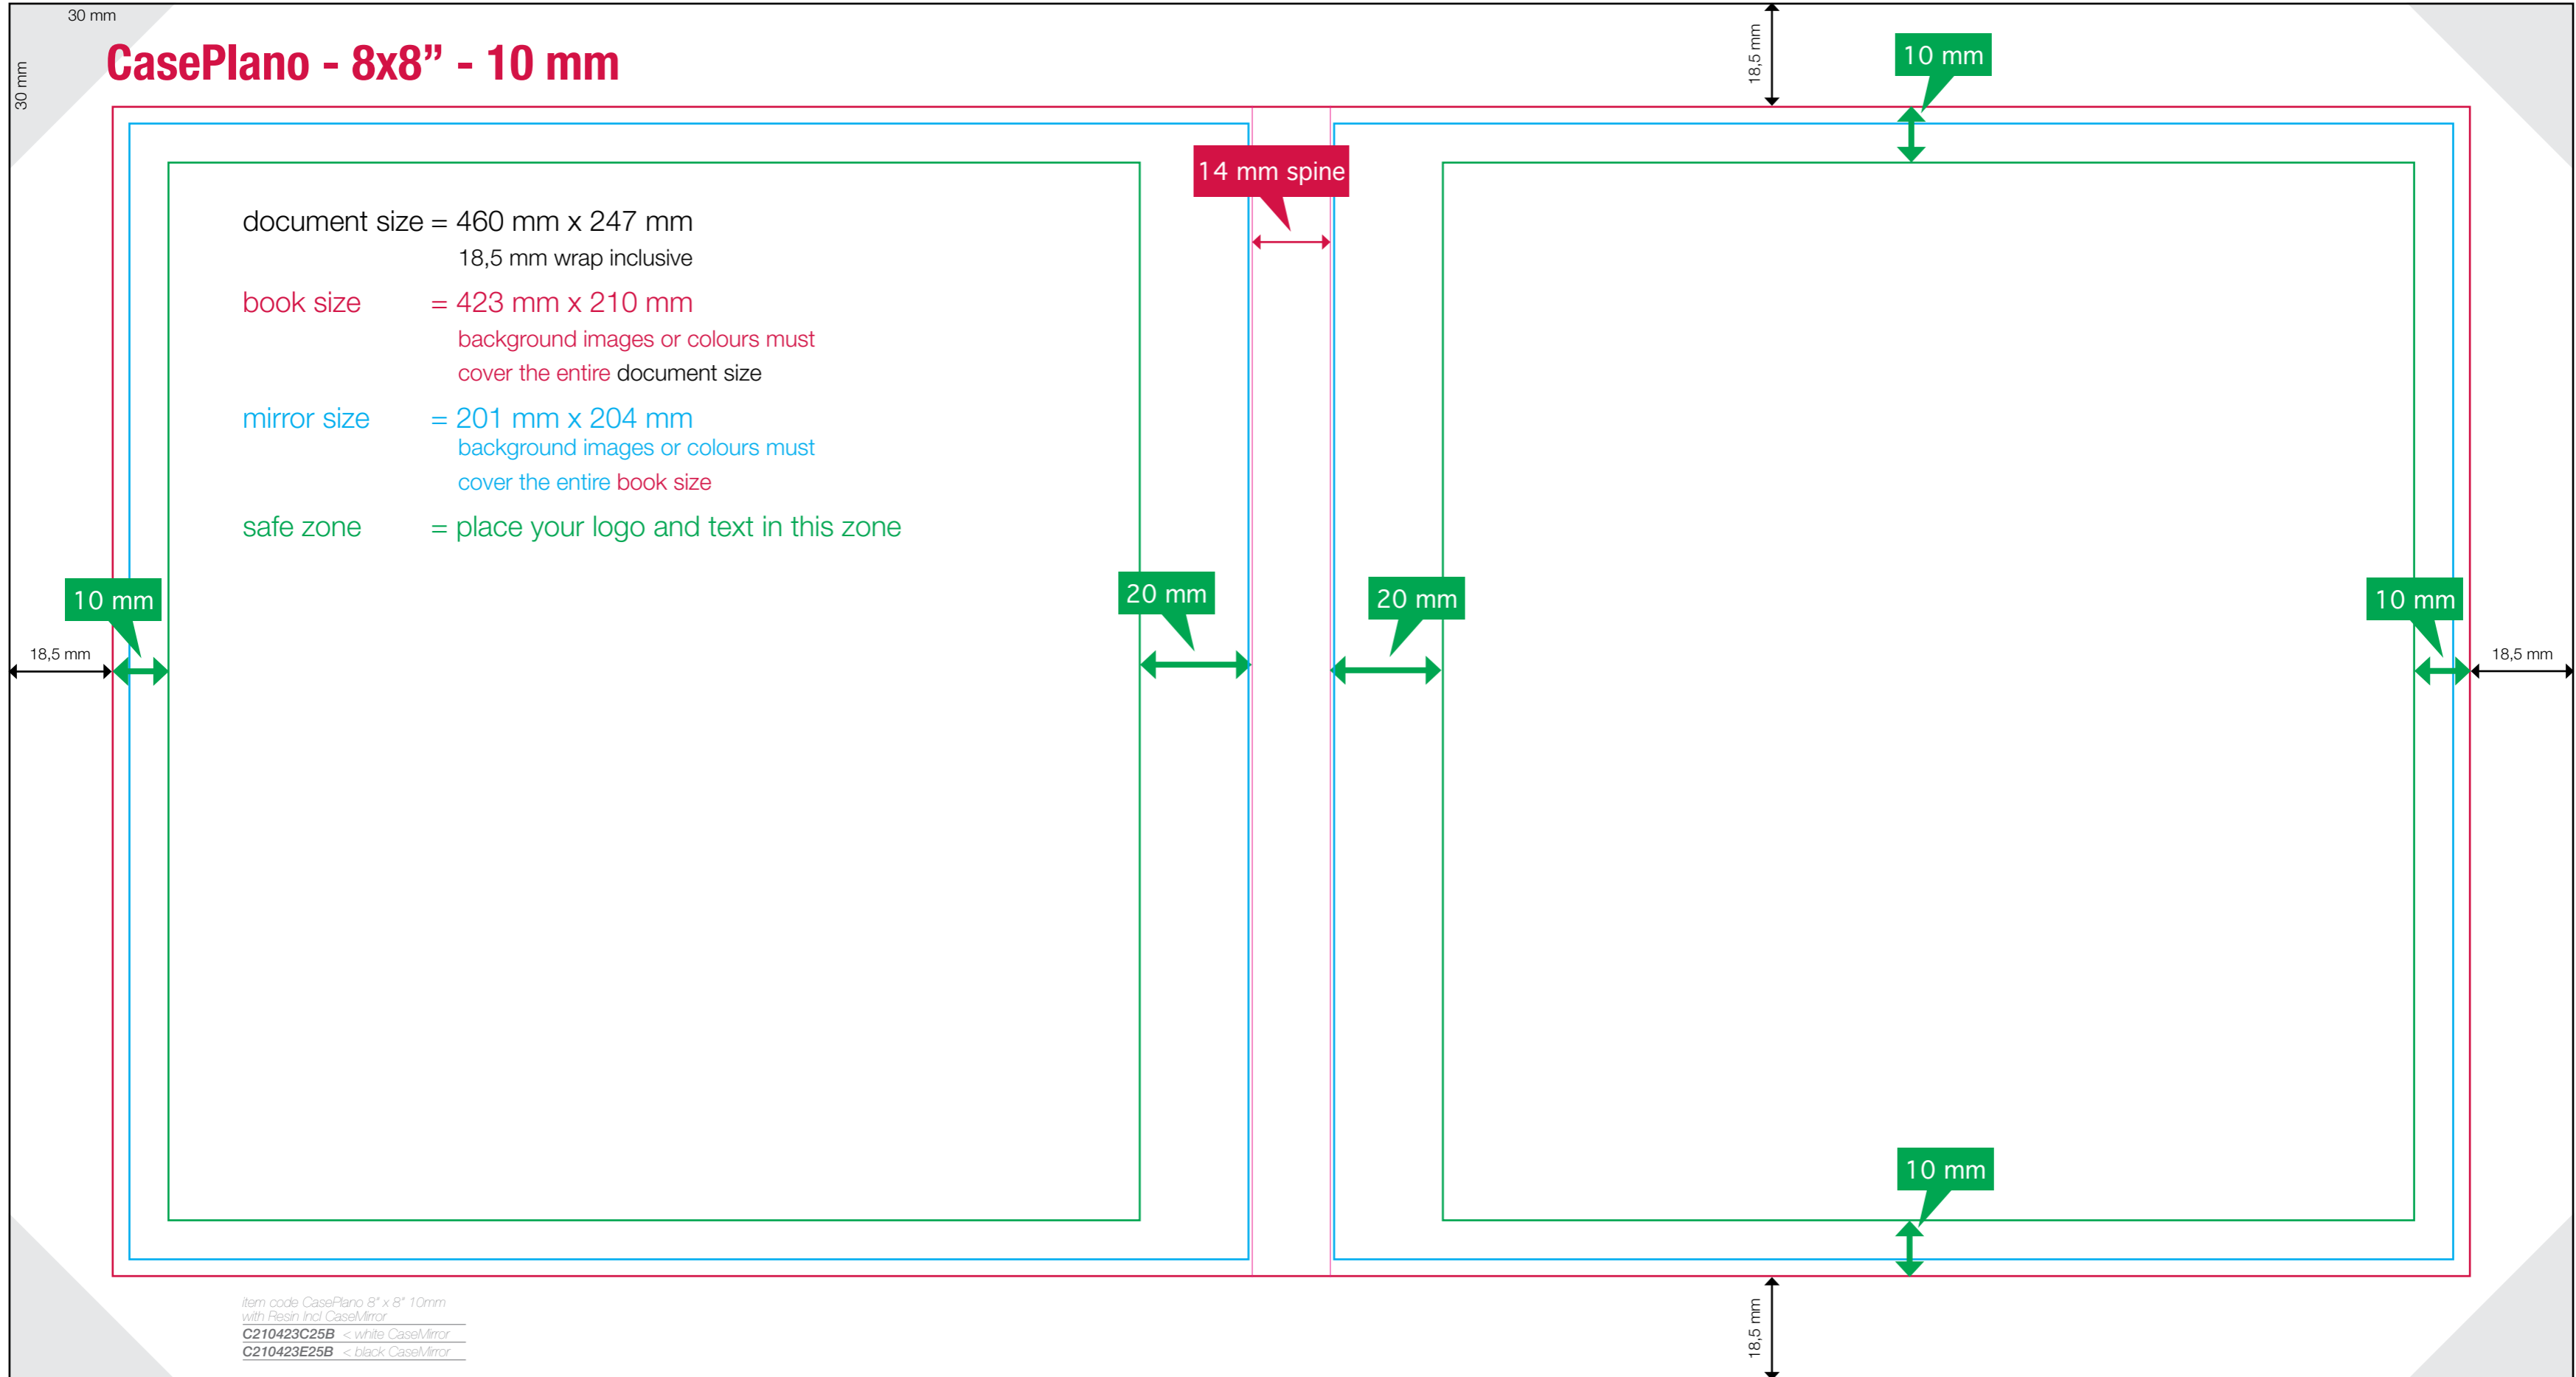 30 mm
30 mm
CasePlano - 8x8” - 10 mm
18,5 mm
10 mm
14 mm spine
document size = 460 mm x 247 mm
18,5 mm wrap inclusive
book size = 423 mm x 210 mm
background images or colours must
cover the entire document size
mirror size = 201 mm x 204 mm
background images or colours must
cover the entire book size
safe zone = place your logo and text in this zone
10 mm
20 mm
20 mm
10 mm
18,5 mm
18,5 mm
10 mm
18,5 mm
item code CasePlano 8" x 8" 10mm
with Resin Incl CaseMirror
C210423C25B < white CaseMirror
C210423E25B < black CaseMirror